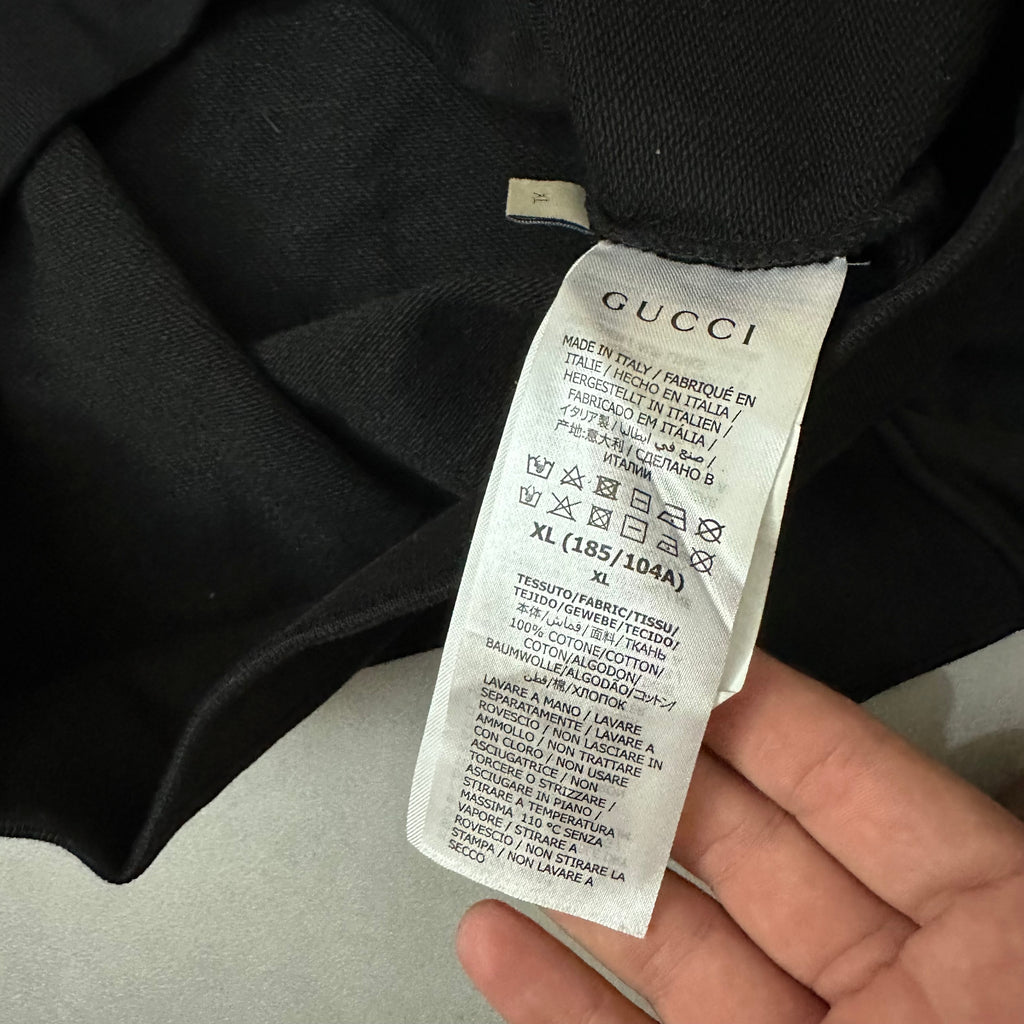 XL
GUCCI
MADE IN ITALY / FABRIQUÉ EN
ITALIE / HECHO EN ITALIA /
HERGESTELLT IN ITALIEN /
FABRICADO EM ITÁLIA /
イタリア製 / صنع في ايطاليا /
产地:意大利 / СДЕЛАНО В
ИТАЛИИ
XL (185/104A)
XL
TESSUTO/FABRIC/TISSU/
TEJIDO/GEWEBE/TECIDO/
本体/قماش/面料/ТКАНЬ
100% COTONE/COTTON/
COTON/ALGODON/
BAUMWOLLE/ALGODÃO/コットン/
قطن/棉/ХЛОПОК
LAVARE A MANO / LAVARE
SEPARATAMENTE / LAVARE A
ROVESCIO / NON LASCIARE IN
AMMOLLO / NON TRATTARE
CON CLORO / NON USARE
ASCIUGATRICE / NON
TORCERE O STRIZZARE /
ASCIUGARE IN PIANO /
STIRARE A TEMPERATURA
MASSIMA 110 °C SENZA
VAPORE / STIRARE A
ROVESCIO / NON STIRARE LA
STAMPA / NON LAVARE A
SECCO